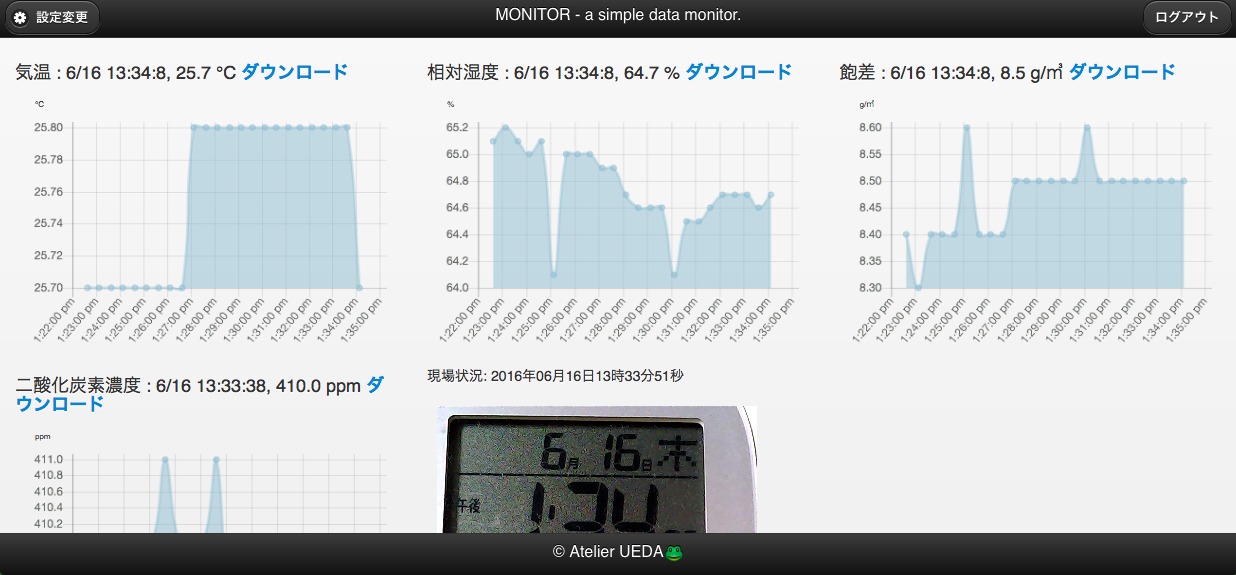 設定変更
MONITOR - a simple data monitor.
ログアウト
気温 : 6/16 13:34:8, 25.7 °C ダウンロード
°C
25.80
25.78
25.76
25.74
25.72
25.70
1:22:00 pm
1:23:00 pm
1:24:00 pm
1:25:00 pm
1:26:00 pm
1:27:00 pm
1:28:00 pm
1:29:00 pm
1:30:00 pm
1:31:00 pm
1:32:00 pm
1:33:00 pm
1:34:00 pm
1:35:00 pm
相対湿度 : 6/16 13:34:8, 64.7 % ダウンロード
%
65.2
65.0
64.8
64.6
64.4
64.2
64.0
1:22:00 pm
1:23:00 pm
1:24:00 pm
1:25:00 pm
1:26:00 pm
1:27:00 pm
1:28:00 pm
1:29:00 pm
1:30:00 pm
1:31:00 pm
1:32:00 pm
1:33:00 pm
1:34:00 pm
1:35:00 pm
飽差 : 6/16 13:34:8, 8.5 g/㎥ ダウンロード
g/㎥
8.60
8.55
8.50
8.45
8.40
8.35
8.30
1:22:00 pm
1:23:00 pm
1:24:00 pm
1:25:00 pm
1:26:00 pm
1:27:00 pm
1:28:00 pm
1:29:00 pm
1:30:00 pm
1:31:00 pm
1:32:00 pm
1:33:00 pm
1:34:00 pm
1:35:00 pm
二酸化炭素濃度 : 6/16 13:33:38, 410.0 ppm ダ
ウンロード
ppm
411.0
410.8
410.6
410.4
410.2
現場状況: 2016年06月16日13時33分51秒
6月 16日 木
午後 1:34
© Atelier UEDA🐸